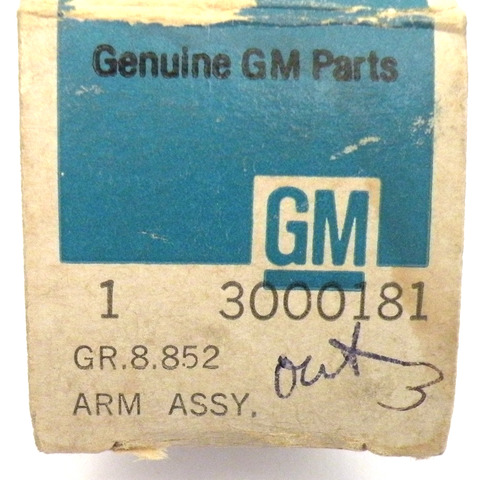 Genuine GM Parts
GM
1 3000181
GR.8.852
out 3
ARM ASSY.